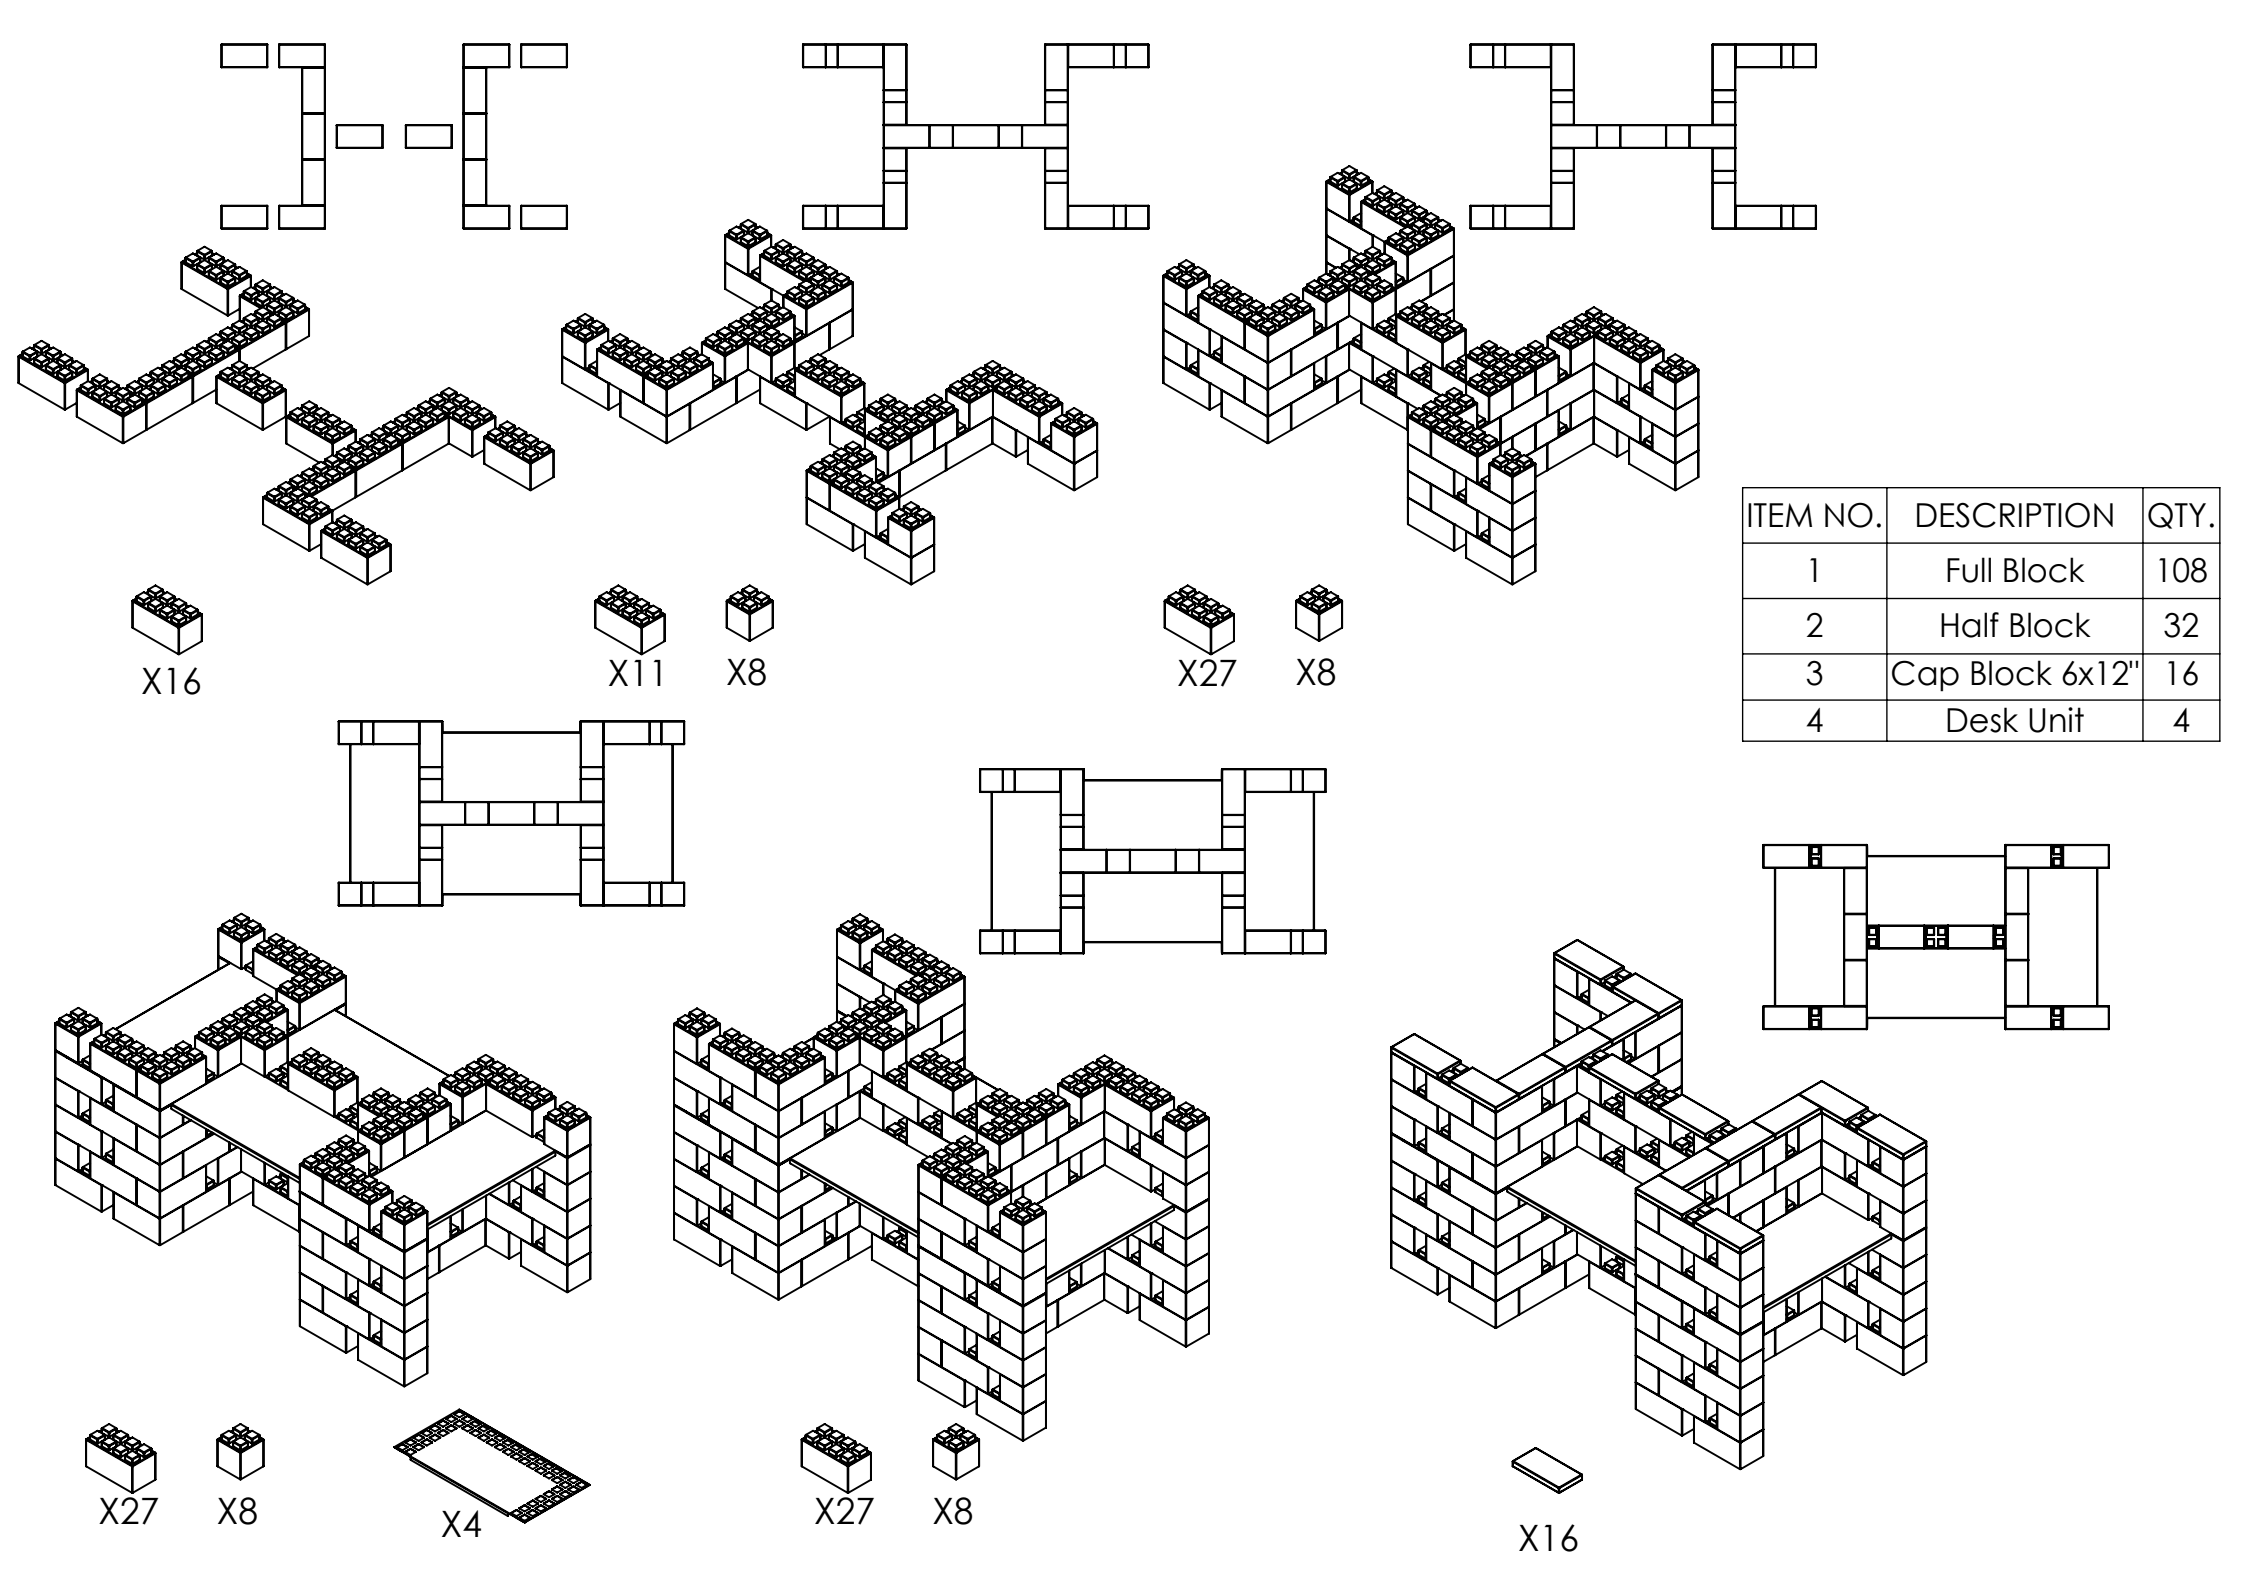 ITEM NO. DESCRIPTION QTY.
1 Full Block 108
2 Half Block 32
3 Cap Block 6x12" 16
4 Desk Unit 4
X16
X11 X8
X27 X8
X27 X8 X4
X27 X8
X16